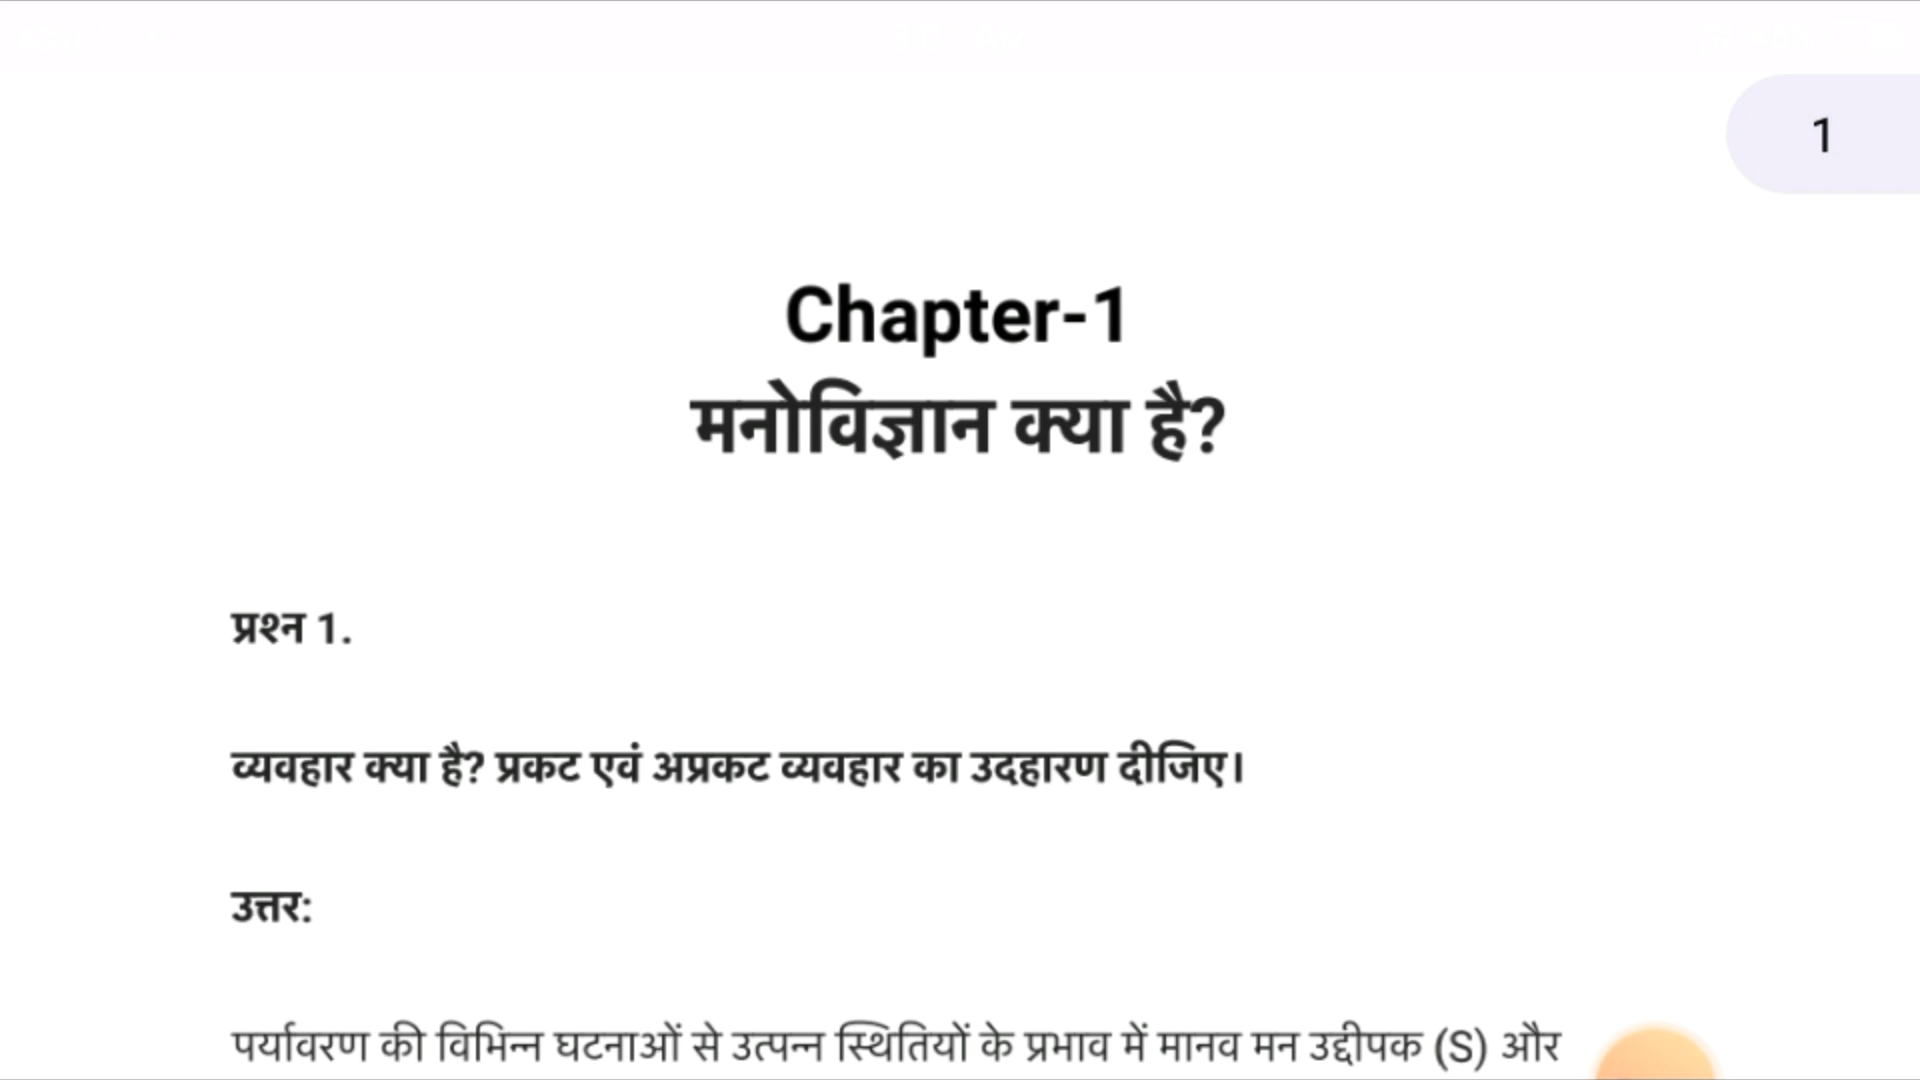 1
Chapter-1
मनोविज्ञान क्या है?
प्रश्न 1.
व्यवहार क्या है? प्रकट एवं अप्रकट व्यवहार का उदहारण दीजिए।
उत्तर:
पर्यावरण की विभिन्न घटनाओं से उत्पन्न स्थितियों के प्रभाव में मानव मन उद्दीपक (S) और